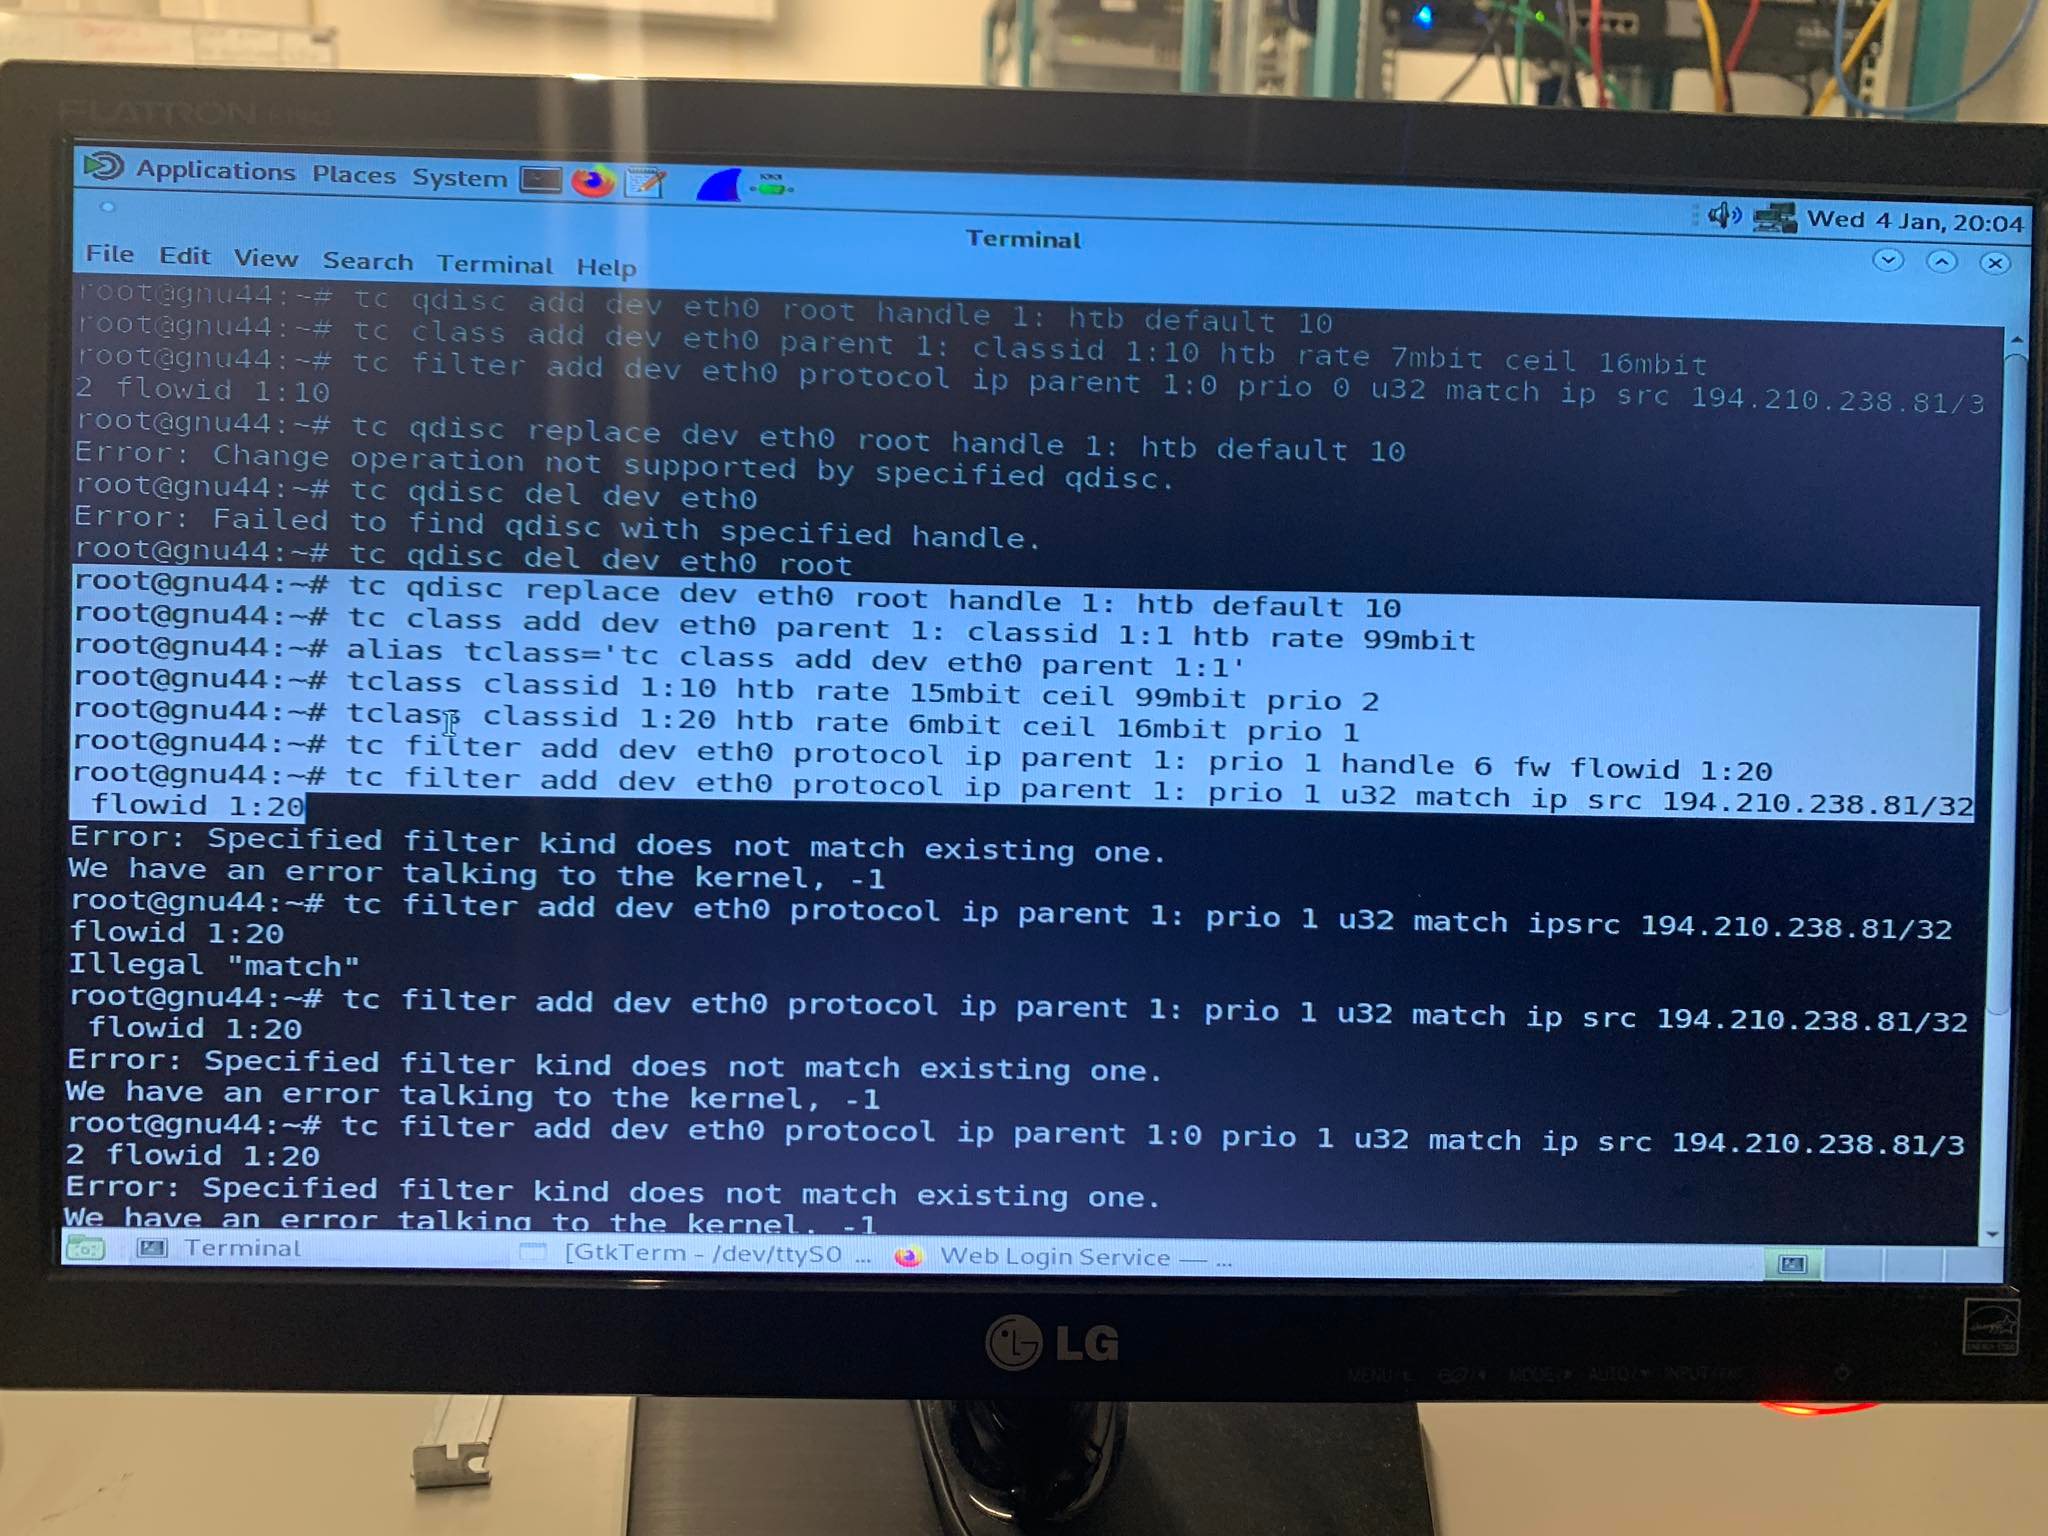 FLATRON
Applications Places System
Wed 4 Jan, 20:04
Terminal
File Edit View Search Terminal Help
root@gnu44:~# tc qdisc add dev eth0 root handle 1: htb default 10
root@gnu44:~# tc class add dev eth0 parent 1: classid 1:10 htb rate 7mbit ceil 16mbit
root@gnu44:~# tc filter add dev eth0 protocol ip parent 1:0 prio 0 u32 match ip src 194.210.238.81/3
2 flowid 1:10
root@gnu44:~# tc qdisc replace dev eth0 root handle 1: htb default 10
Error: Change operation not supported by specified qdisc.
root@gnu44:~# tc qdisc del dev eth0
Error: Failed to find qdisc with specified handle.
root@gnu44:~# tc qdisc del dev eth0 root
root@gnu44:~# tc qdisc replace dev eth0 root handle 1: htb default 10
root@gnu44:~# tc class add dev eth0 parent 1: classid 1:1 htb rate 99mbit
root@gnu44:~# alias tclass='tc class add dev eth0 parent 1:1'
root@gnu44:~# tclass classid 1:10 htb rate 15mbit ceil 99mbit prio 2
root@gnu44:~# tclass classid 1:20 htb rate 6mbit ceil 16mbit prio 1
root@gnu44:~# tc filter add dev eth0 protocol ip parent 1: prio 1 handle 6 fw flowid 1:20
root@gnu44:~# tc filter add dev eth0 protocol ip parent 1: prio 1 u32 match ip src 194.210.238.81/32
flowid 1:20
Error: Specified filter kind does not match existing one.
We have an error talking to the kernel, -1
root@gnu44:~# tc filter add dev eth0 protocol ip parent 1: prio 1 u32 match ipsrc 194.210.238.81/32
flowid 1:20
Illegal "match"
root@gnu44:~# tc filter add dev eth0 protocol ip parent 1: prio 1 u32 match ip src 194.210.238.81/32
flowid 1:20
Error: Specified filter kind does not match existing one.
We have an error talking to the kernel, -1
root@gnu44:~# tc filter add dev eth0 protocol ip parent 1:0 prio 1 u32 match ip src 194.210.238.81/3
2 flowid 1:20
Error: Specified filter kind does not match existing one.
We have an error talking to the kernel, -1
Terminal
[GtkTerm - /dev/ttyS0 ...
Web Login Service — ...
LG
MENU
MODE
AUTO
INPUT